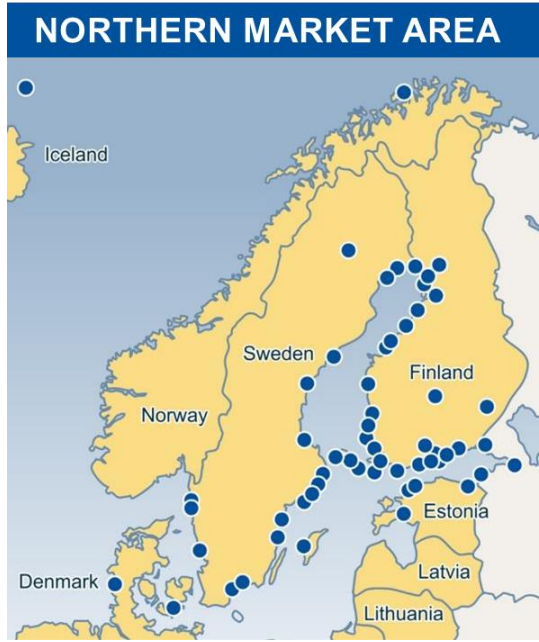 NORTHERN MARKET AREA
Iceland
Sweden
Finland
Norway
Estonia
Denmark
Latvia
Lithuania